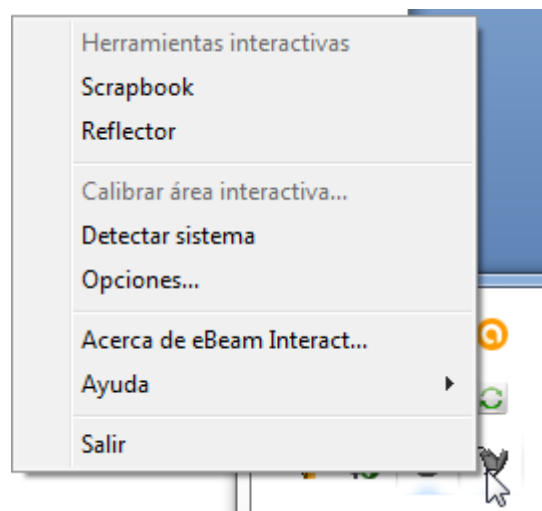 Herramientas interactivas
Scrapbook
Reflector
Calibrar área interactiva...
Detectar sistema
Opciones...
Acerca de eBeam Interact...
Ayuda
Salir